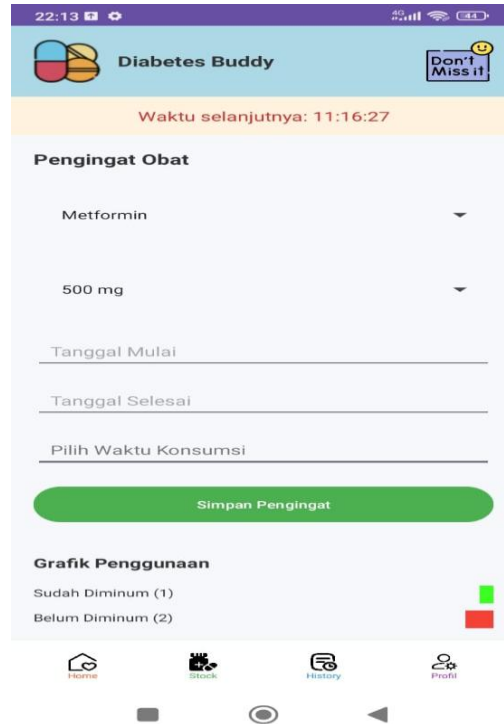 22:13
4G
44
Diabetes Buddy
Don't
Miss it!
Waktu selanjutnya: 11:16:27
Pengingat Obat
Metformin
500 mg
Tanggal Mulai
Tanggal Selesai
Pilih Waktu Konsumsi
Simpan Pengingat
Grafik Penggunaan
Sudah Diminum (1)
Belum Diminum (2)
Home
Stock
History
Profil